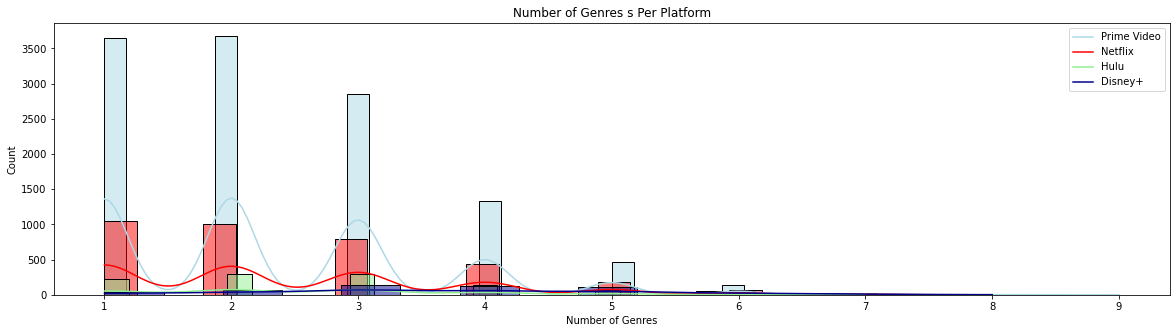 Number of Genres s Per Platform
Prime Video
Netflix
Hulu
Disney+
Count
3500
3000
2500
2000
1500
1000
500
0
1 2 3 4 5 6 7 8 9
Number of Genres